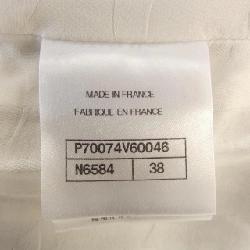 MADE IN FRANCE
FABRIQUE EN FRANCE
P70074V60046
N6584 38